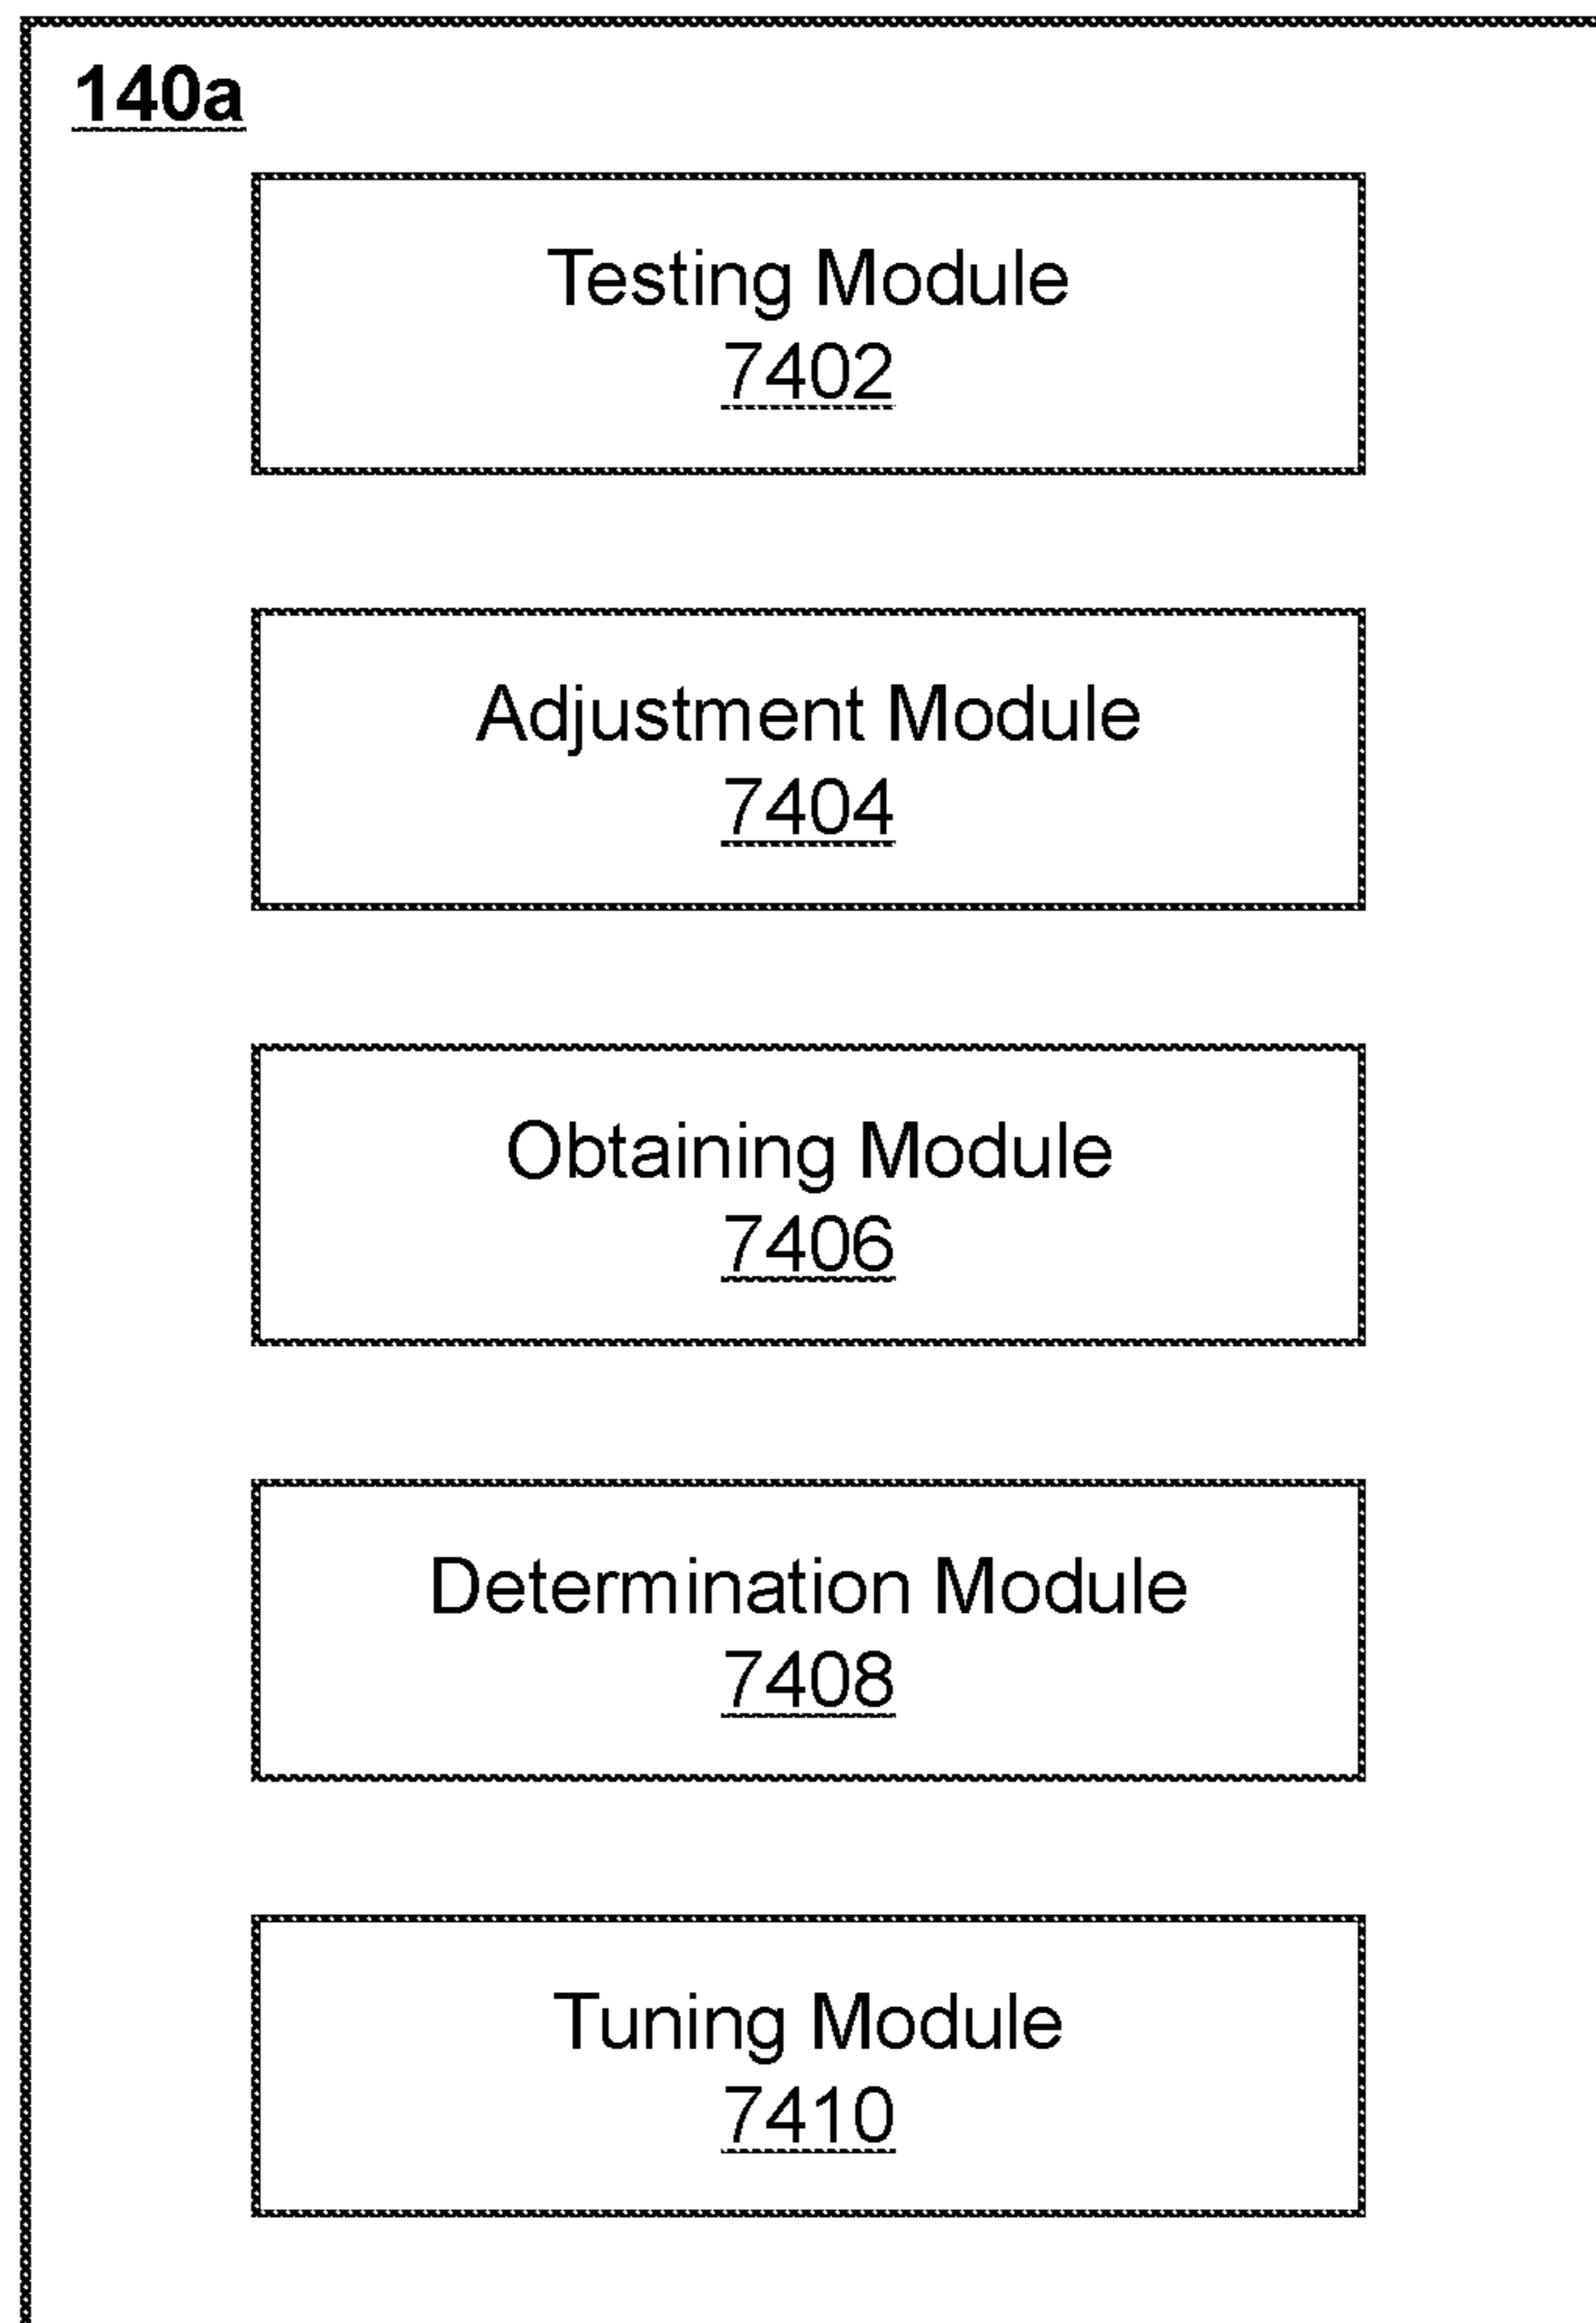 140a
Testing Module
7402
Adjustment Module
7404
Obtaining Module
7406
Determination Module
7408
Tuning Module
7410